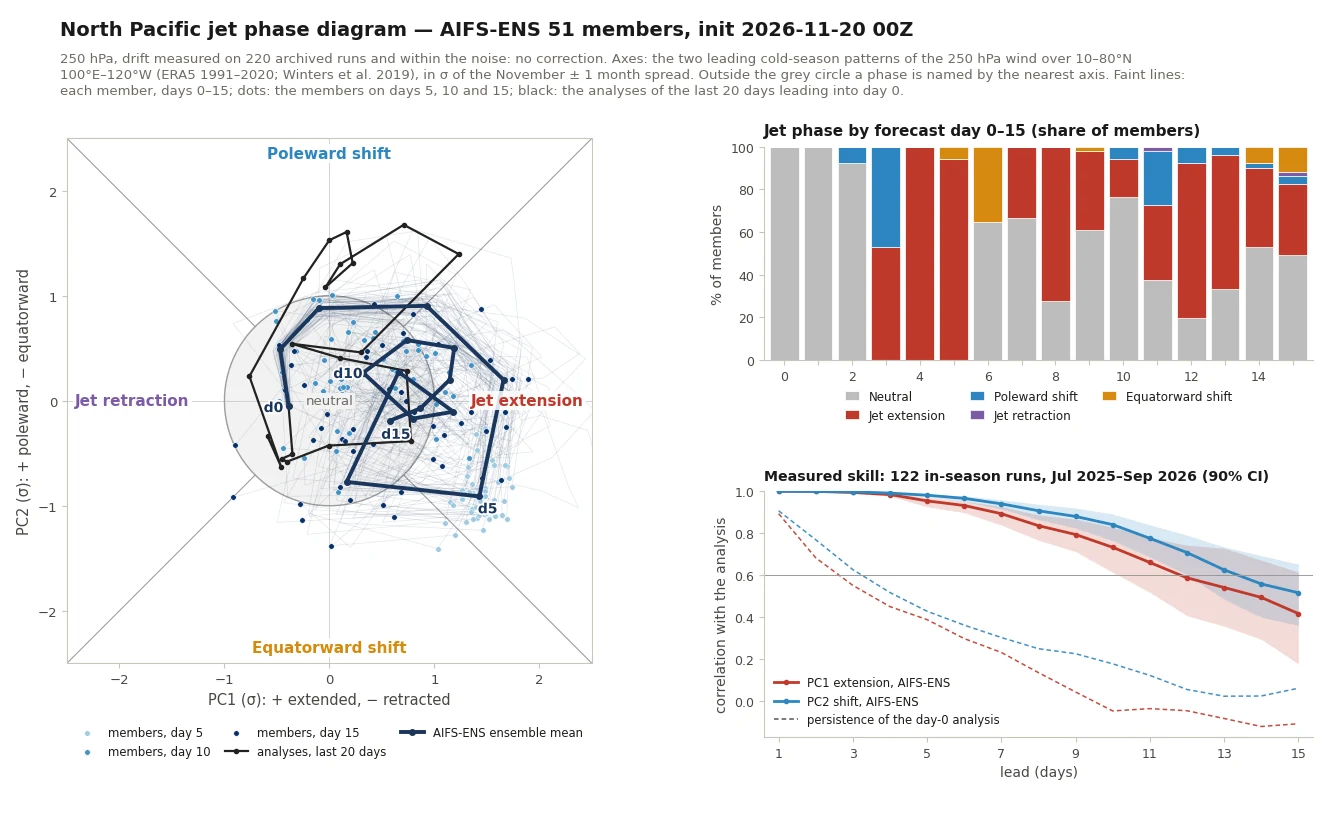 North Pacific jet phase diagram — AIFS-ENS 51 members, init 2026-11-20 00Z
250 hPa, drift measured on 220 archived runs and within the noise: no correction. Axes: the two leading cold-season patterns of the 250 hPa wind over 10–80°N
100°E–120°W (ERA5 1991–2020; Winters et al. 2019), in σ of the November ± 1 month spread. Outside the grey circle a phase is named by the nearest axis. Faint lines:
each member, days 0–15; dots: the members on days 5, 10 and 15; black: the analyses of the last 20 days leading into day 0.
Poleward shift
Jet retraction
neutral
Jet extension
Equatorward shift
d0
d10
d15
d5
2
1
0
−1
−2
PC2 (σ): + poleward, − equatorward
−2
−1
0
1
2
PC1 (σ): + extended, − retracted
members, day 5
members, day 10
members, day 15
analyses, last 20 days
AIFS-ENS ensemble mean
Jet phase by forecast day 0–15 (share of members)
100
80
60
40
20
0
% of members
0
2
4
6
8
10
12
14
Neutral
Jet extension
Poleward shift
Jet retraction
Equatorward shift
Measured skill: 122 in-season runs, Jul 2025–Sep 2026 (90% CI)
1.0
0.8
0.6
0.4
0.2
0.0
correlation with the analysis
PC1 extension, AIFS-ENS
PC2 shift, AIFS-ENS
persistence of the day-0 analysis
1
3
5
7
9
11
13
15
lead (days)